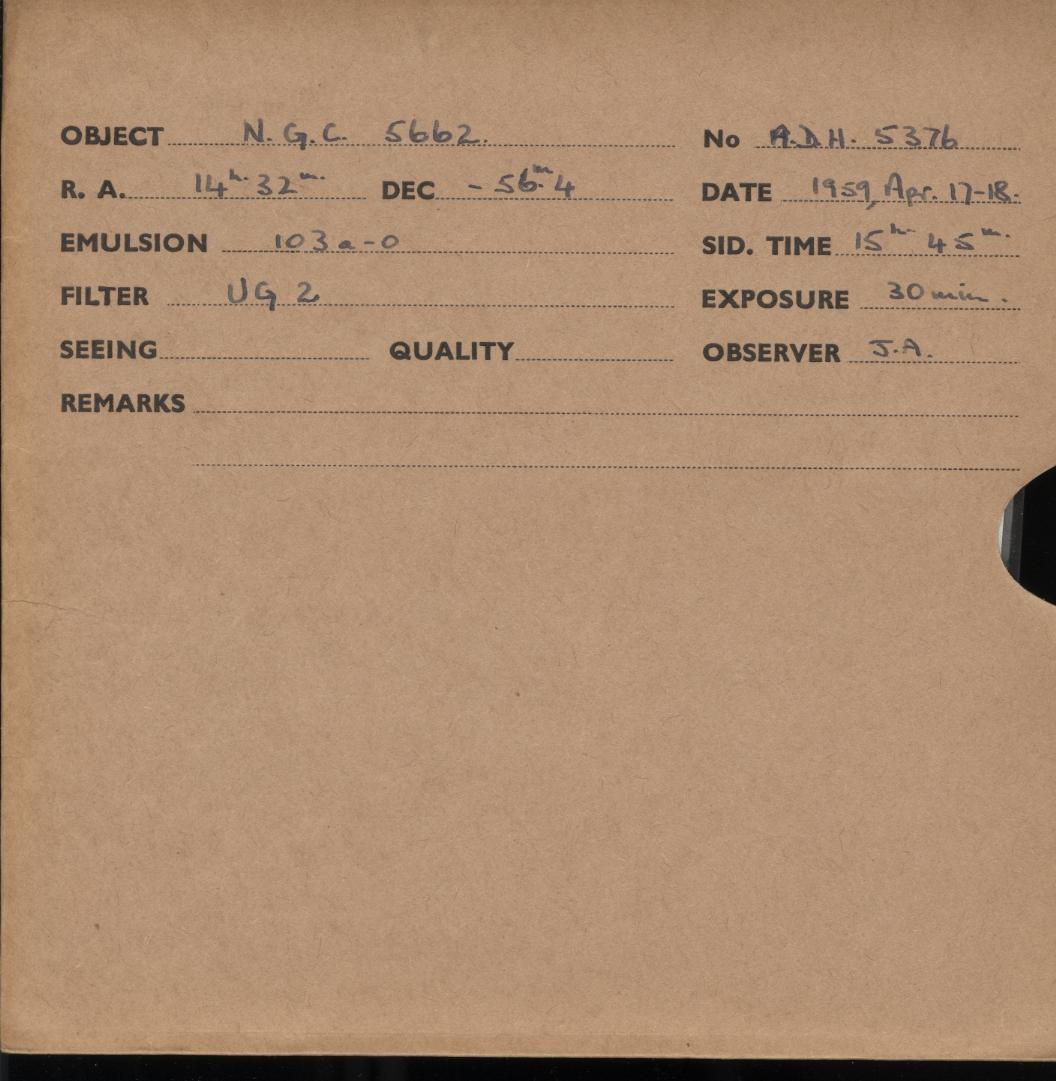 OBJECT N.G.C. 5662. No A.D.H. 5376
R. A. 14h. 32m. DEC - 56m.4 DATE 1959, Apr. 17-18.
EMULSION 103a-O SID. TIME 15h. 45m.
FILTER UG 2 EXPOSURE 30 min.
SEEING QUALITY OBSERVER J.A.
REMARKS